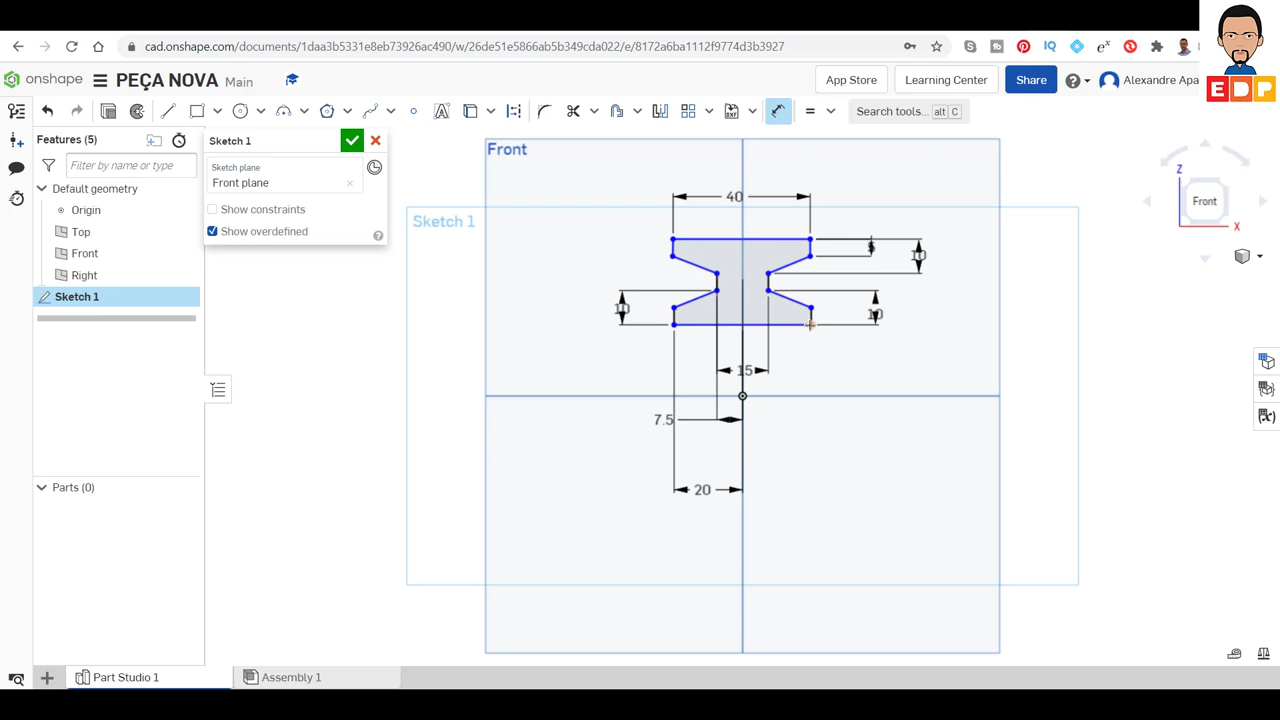 cad.onshape.com/documents/1daa3b5331e8eb73926ac490/w/26de51e5866ab5b349cda022/e/8172a6ba1112f9774d3b3927
onshape PEÇA NOVA Main App Store Learning Center Share Alexandre Apa
EDP
Search tools... alt C
Features (5)
Filter by name or type
Default geometry
Origin
Top
Front
Right
Sketch 1
Parts (0)
Sketch 1
Sketch plane
Front plane
Show constraints
Show overdefined
Front
Sketch 1
40
5
10
10
10
15
7.5
20
Z
Front
X
Part Studio 1
Assembly 1